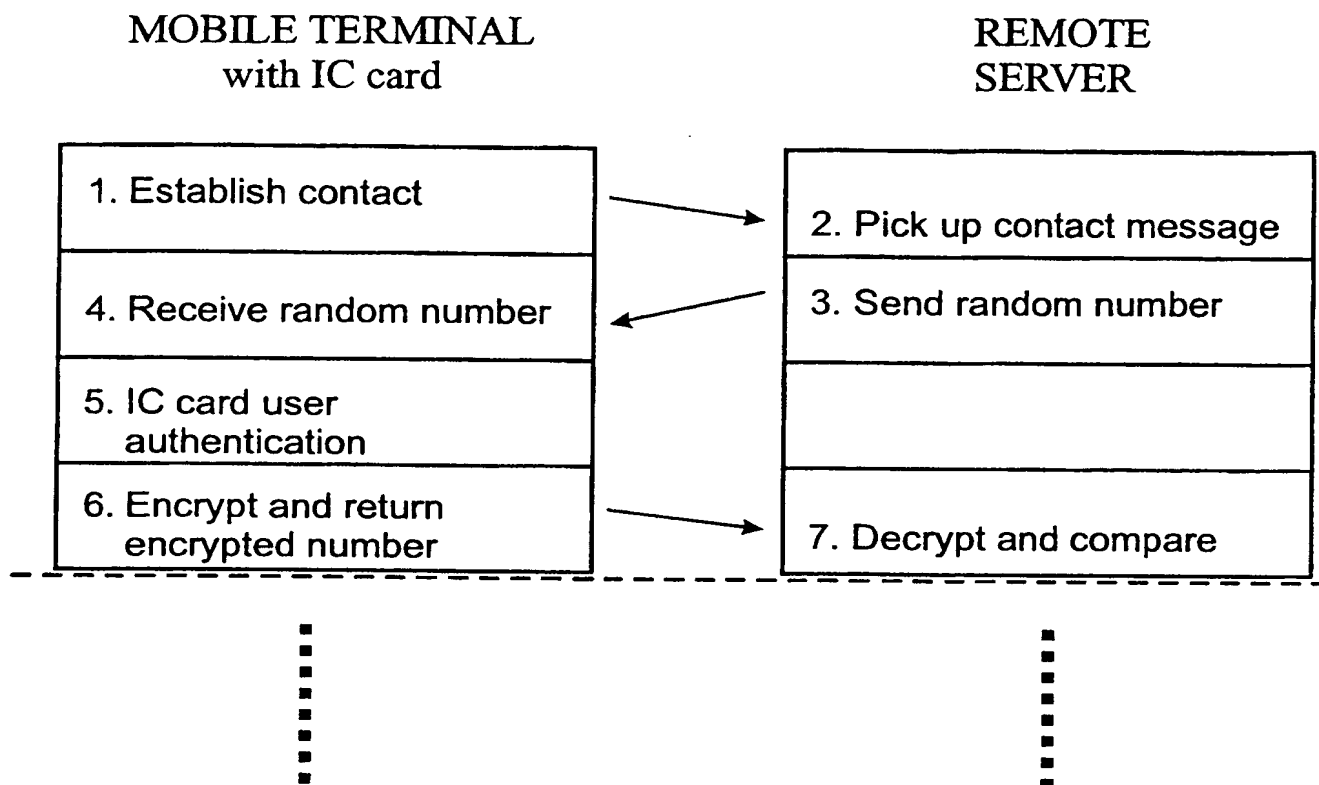 MOBILE TERMINAL
with IC card
REMOTE
SERVER
1. Establish contact
2. Pick up contact message
4. Receive random number
3. Send random number
5. IC card user
authentication
6. Encrypt and return
encrypted number
7. Decrypt and compare